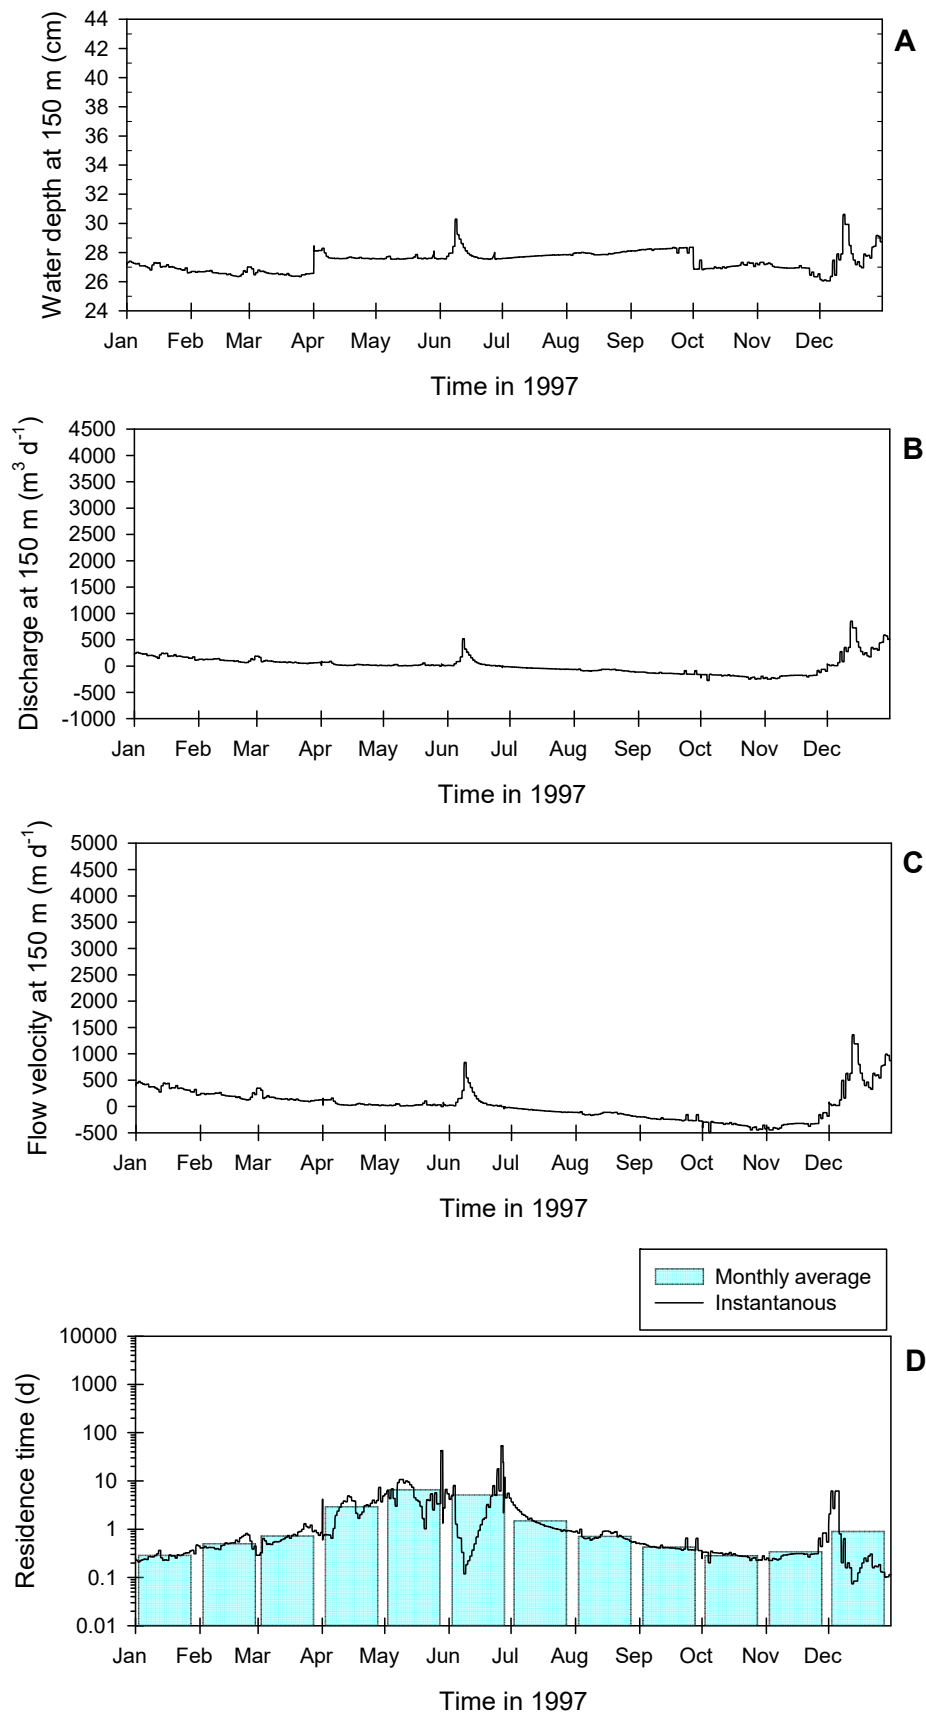 A
Water depth at 150 m (cm)
44
42
40
38
36
34
32
30
28
26
24
Jan Feb Mar Apr May Jun Jul Aug Sep Oct Nov Dec
Time in 1997
B
Discharge at 150 m (m³ d⁻¹)
4500
4000
3500
3000
2500
2000
1500
1000
500
0
-500
-1000
Jan Feb Mar Apr May Jun Jul Aug Sep Oct Nov Dec
Time in 1997
C
Flow velocity at 150 m (m d⁻¹)
5000
4500
4000
3500
3000
2500
2000
1500
1000
500
0
-500
Jan Feb Mar Apr May Jun Jul Aug Sep Oct Nov Dec
Time in 1997
Monthly average
Instantanous
D
Residence time (d)
10000
1000
100
10
1
0.1
0.01
Jan Feb Mar Apr May Jun Jul Aug Sep Oct Nov Dec
Time in 1997